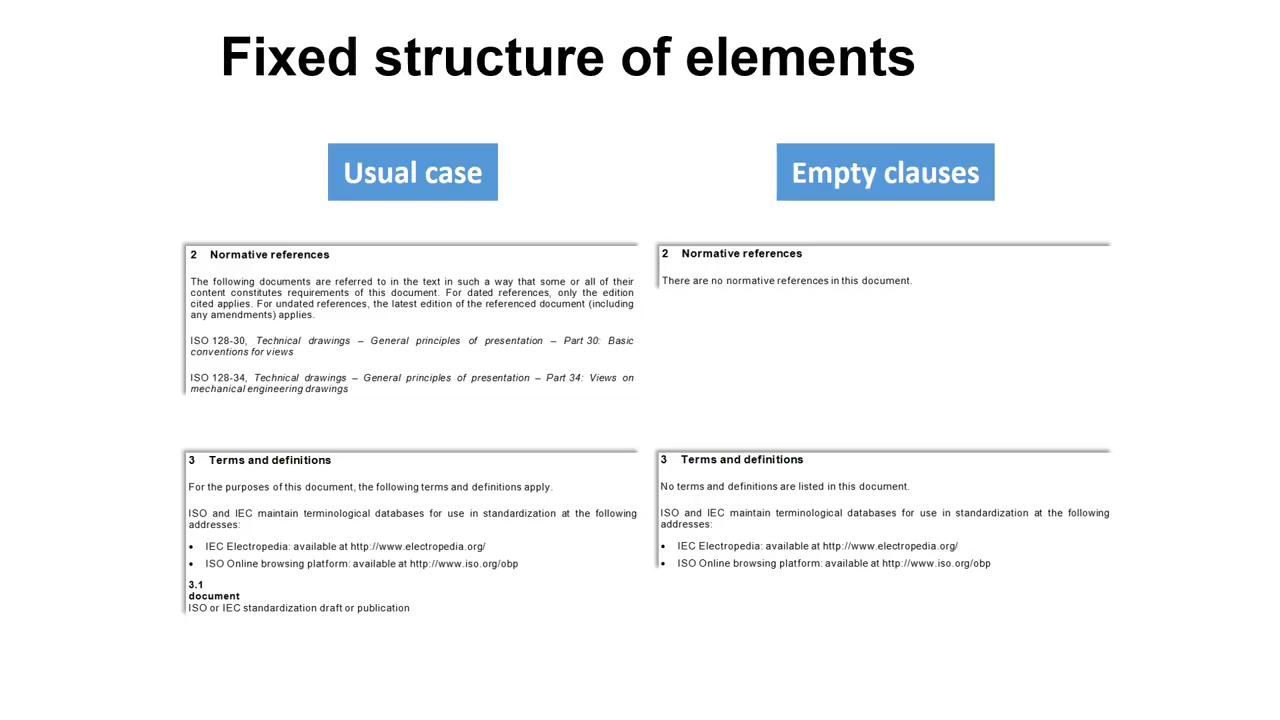 Fixed structure of elements
Usual case
Empty clauses
2 Normative references
The following documents are referred to in the text in such a way that some or all of their
content constitutes requirements of this document. For dated references, only the edition
cited applies. For undated references, the latest edition of the referenced document (including
any amendments) applies.
ISO 128-30, Technical drawings – General principles of presentation – Part 30: Basic
conventions for views
ISO 128-34, Technical drawings – General principles of presentation – Part 34: Views on
mechanical engineering drawings
2 Normative references
There are no normative references in this document.
3 Terms and definitions
For the purposes of this document, the following terms and definitions apply.
ISO and IEC maintain terminological databases for use in standardization at the following
addresses:
• IEC Electropedia: available at http://www.electropedia.org/
• ISO Online browsing platform: available at http://www.iso.org/obp
3.1
document
ISO or IEC standardization draft or publication
3 Terms and definitions
No terms and definitions are listed in this document.
ISO and IEC maintain terminological databases for use in standardization at the following
addresses:
• IEC Electropedia: available at http://www.electropedia.org/
• ISO Online browsing platform: available at http://www.iso.org/obp